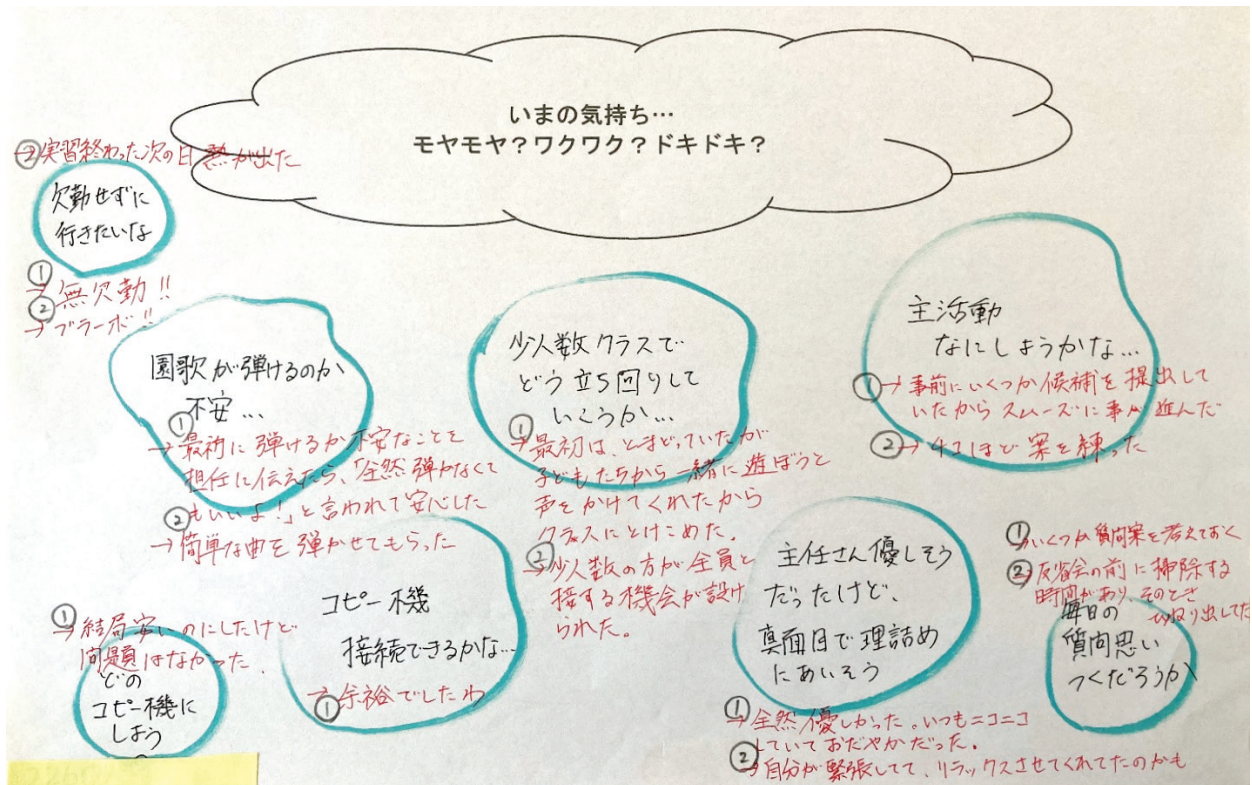 いまの気持ち…
モヤモヤ?ワクワク?ドキドキ?
②→実習終わった次の日 熱が出た
欠勤せずに
行きたいな
①→無欠勤!!
②→ブラーボ!!
園歌が弾けるのか
不安…
①→最初に弾けるか不安なことを
担任に伝えたら、「全然弾かなくて
もいいよ!」と言われて安心した
②→簡単な曲を弾かせてもらった
少人数クラスで
どう立ち回りして
いくうか…
①→最初は、とまどっていたが
子どもたちから一緒に遊ぼうと
声をかけてくれたから
クラスにとけこめた。
②→少人数の方が全員と
接する機会が設け
られた。
主活動
なにしようかな…
①→事前にいくつか候補を提出して
いたからスムーズに事が進んだ
②→チエほど案を練った
①→結局安いのにしたけど
問題はなかった.
どの
コピー機に
しよう
コピー機
接続できるかな…
①→余裕でしたわ
主任さん優しそう
だったけど、
真面目で理詰め
にあいそう
①→全然優しかった。いつもニコニコ
していておだやかだった。
②→自分が緊張してて、リラックスさせてくれてたのかも
①→いくつか質問案を考えておく
②→反省会の前に掃除する
時間があり、そのとき
ひねり出してた
毎日の
質問思い
つくだろうか